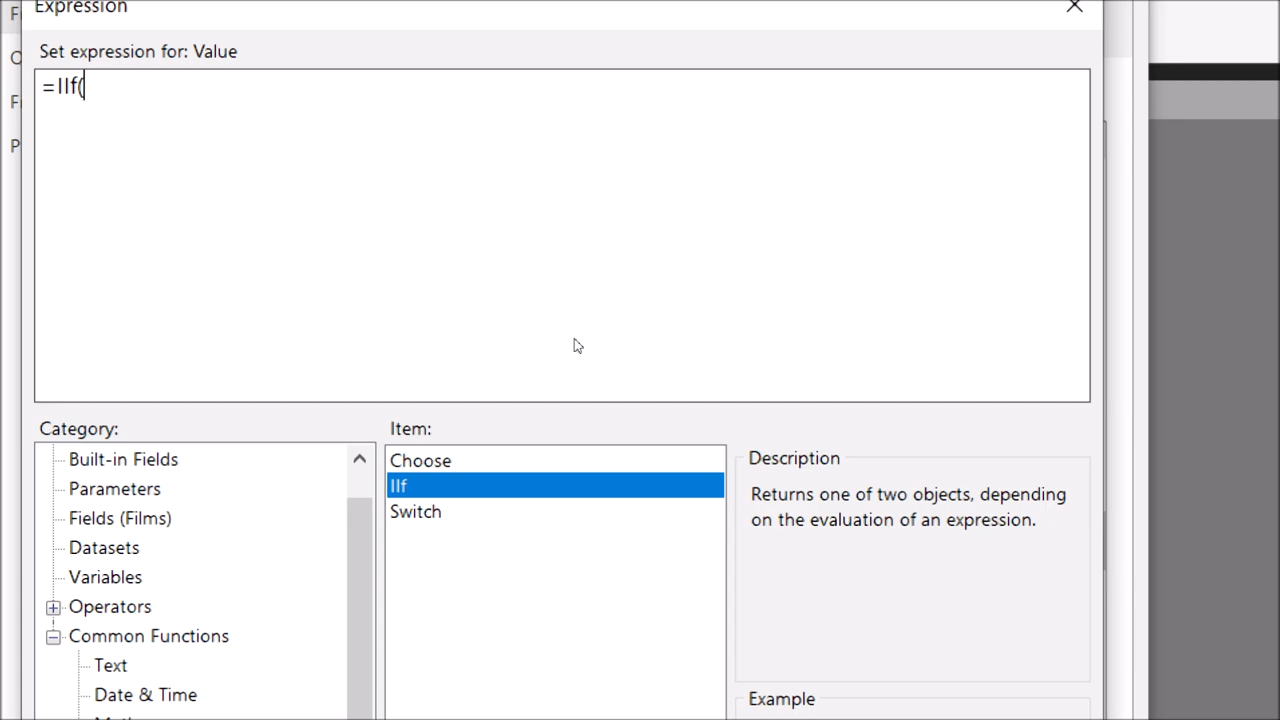 Expression
Set expression for: Value
=IIf(
Category:
Item:
Built-in Fields
Parameters
Fields (Films)
Datasets
Variables
Operators
Common Functions
Text
Date & Time
Choose
IIf
Switch
Description
Returns one of two objects, depending
on the evaluation of an expression.
Example